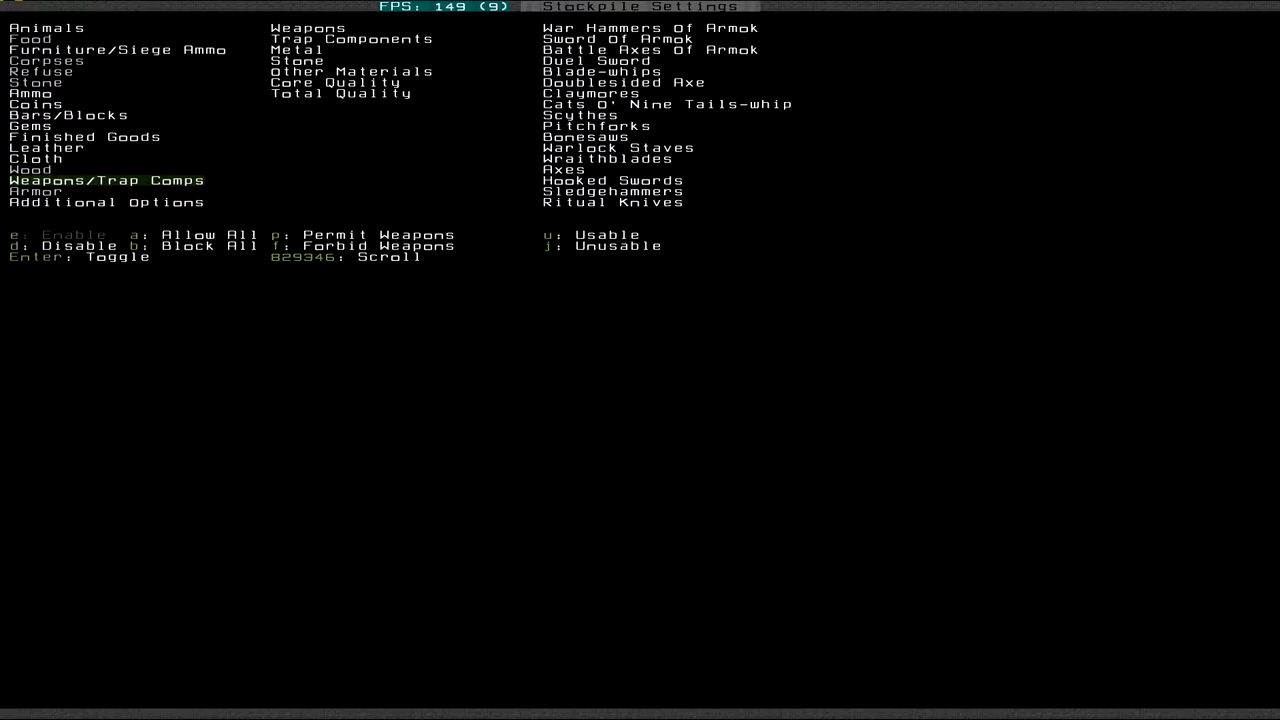 FPS: 149 (9) Stockpile Settings
Animals Weapons War Hammers Of Armok
Food Trap Components Sword Of Armok
Furniture/Siege Ammo Metal Battle Axes Of Armok
Corpses Stone Duel Sword
Refuse Other Materials Blade-whips
Stone Core Quality Doublesided Axe
Ammo Total Quality Claymores
Coins Cats O' Nine Tails-whip
Bars/Blocks Scythes
Gems Pitchforks
Finished Goods Bonesaws
Leather Warlock Staves
Cloth Wraithblades
Wood Axes
Weapons/Trap Comps Hooked Swords
Armor Sledgehammers
Additional Options Ritual Knives
e: Enable a: Allow All p: Permit Weapons u: Usable
d: Disable b: Block All f: Forbid Weapons j: Unusable
Enter: Toggle 829346: Scroll